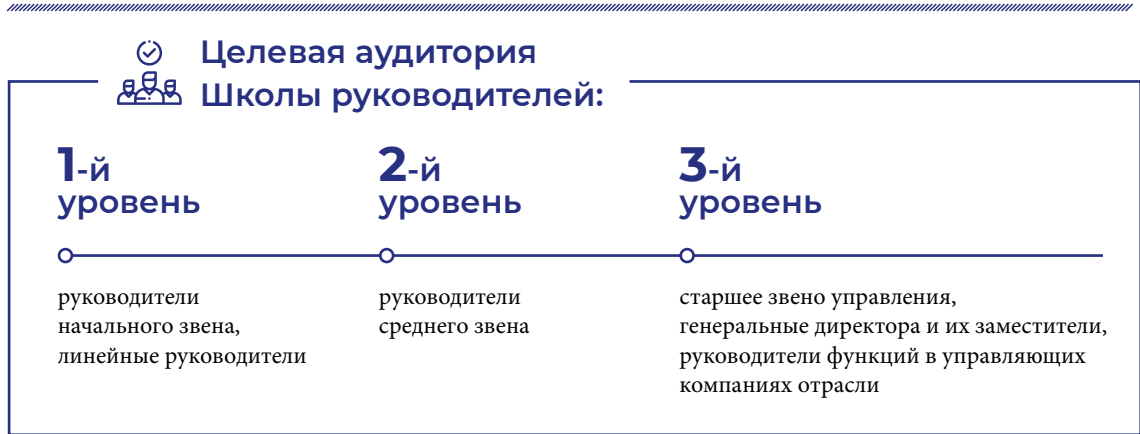 Целевая аудитория
Школы руководителей:
1-й
уровень
руководители
начального звена,
линейные руководители
2-й
уровень
руководители
среднего звена
3-й
уровень
старшее звено управления,
генеральные директора и их заместители,
руководители функций в управляющих
компаниях отрасли